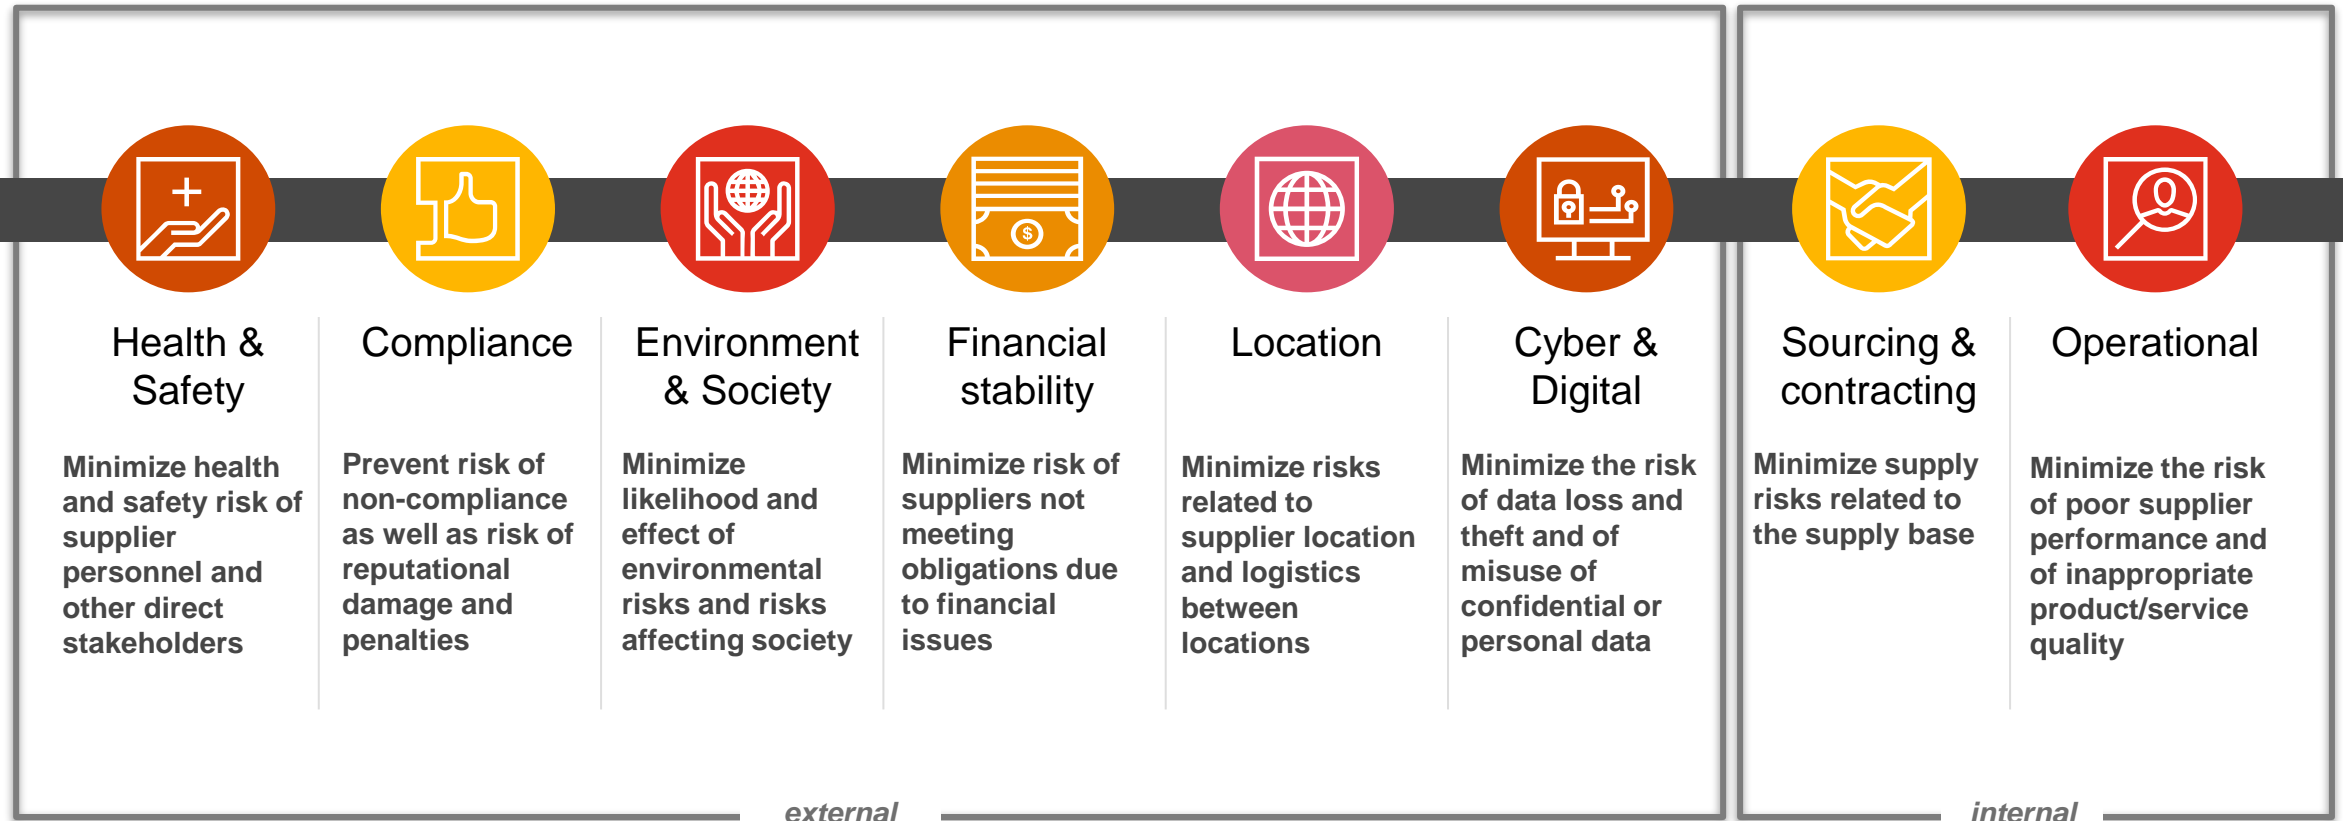 Health &
Safety
Minimize health
and safety risk of
supplier
personnel and
other direct
stakeholders
Compliance
Prevent risk of
non-compliance
as well as risk of
reputational
damage and
penalties
Environment
& Society
Minimize
likelihood and
effect of
environmental
risks and risks
affecting society
$
Financial
stability
Minimize risk of
suppliers not
meeting
obligations due
to financial
issues
Location
Minimize risks
related to
supplier location
and logistics
between
locations
Cyber &
Digital
Minimize the risk
of data loss and
theft and of
misuse of
confidential or
personal data
external
Sourcing &
contracting
Minimize supply
risks related to
the supply base
Operational
Minimize the risk
of poor supplier
performance and
of inappropriate
product/service
quality
internal